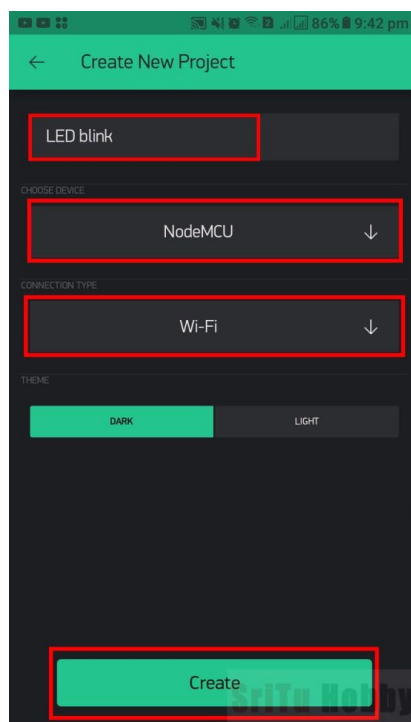 86% 9:42 pm
Create New Project
LED blink
CHOOSE DEVICE
NodeMCU
CONNECTION TYPE
Wi-Fi
THEME
DARK LIGHT
Create
SriTu Hobby